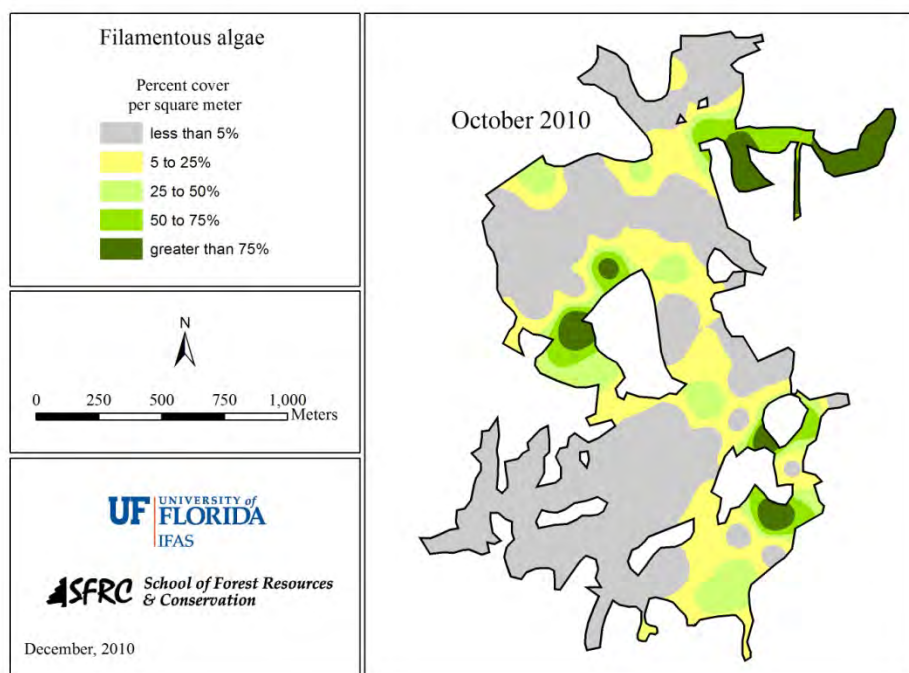 Filamentous algae
Percent cover
per square meter
less than 5%
5 to 25%
25 to 50%
50 to 75%
greater than 75%
N
0 250 500 750 1,000
Meters
UF UNIVERSITY of
FLORIDA
IFAS
SFRC School of Forest Resources
& Conservation
December, 2010
October 2010